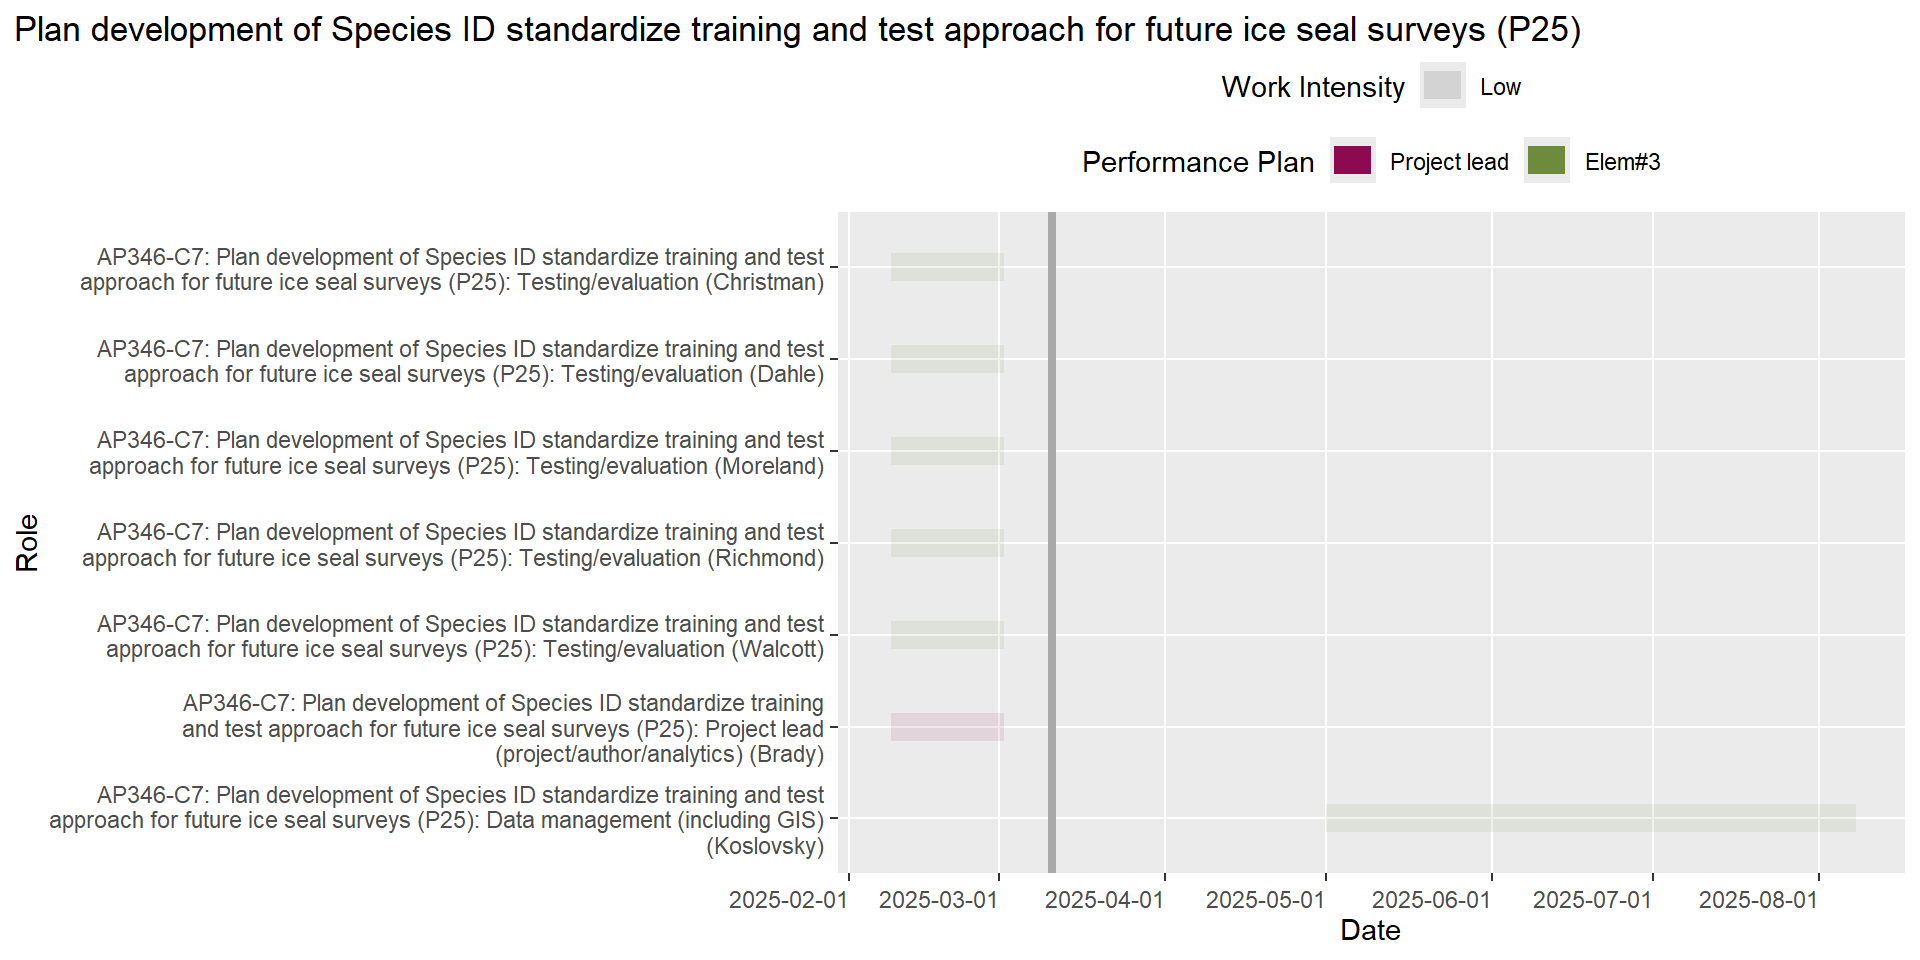 Plan development of Species ID standardize training and test approach for future ice seal surveys (P25)
Work Intensity Low
Performance Plan Project lead Elem#3
AP346-C7: Plan development of Species ID standardize training and test
approach for future ice seal surveys (P25): Testing/evaluation (Christman)
AP346-C7: Plan development of Species ID standardize training and test
approach for future ice seal surveys (P25): Testing/evaluation (Dahle)
AP346-C7: Plan development of Species ID standardize training and test
approach for future ice seal surveys (P25): Testing/evaluation (Moreland)
AP346-C7: Plan development of Species ID standardize training and test
approach for future ice seal surveys (P25): Testing/evaluation (Richmond)
AP346-C7: Plan development of Species ID standardize training and test
approach for future ice seal surveys (P25): Testing/evaluation (Walcott)
AP346-C7: Plan development of Species ID standardize training
and test approach for future ice seal surveys (P25): Project lead
(project/author/analytics) (Brady)
AP346-C7: Plan development of Species ID standardize training and test
approach for future ice seal surveys (P25): Data management (including GIS)
(Koslovsky)
Role
2025-02-01 2025-03-01 2025-04-01 2025-05-01 2025-06-01 2025-07-01 2025-08-01
Date